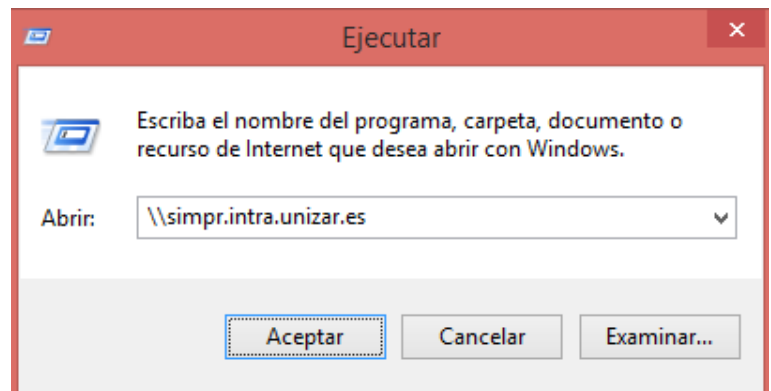 Ejecutar
Escriba el nombre del programa, carpeta, documento o
recurso de Internet que desea abrir con Windows.
Abrir: \\simpr.intra.unizar.es
Aceptar Cancelar Examinar...